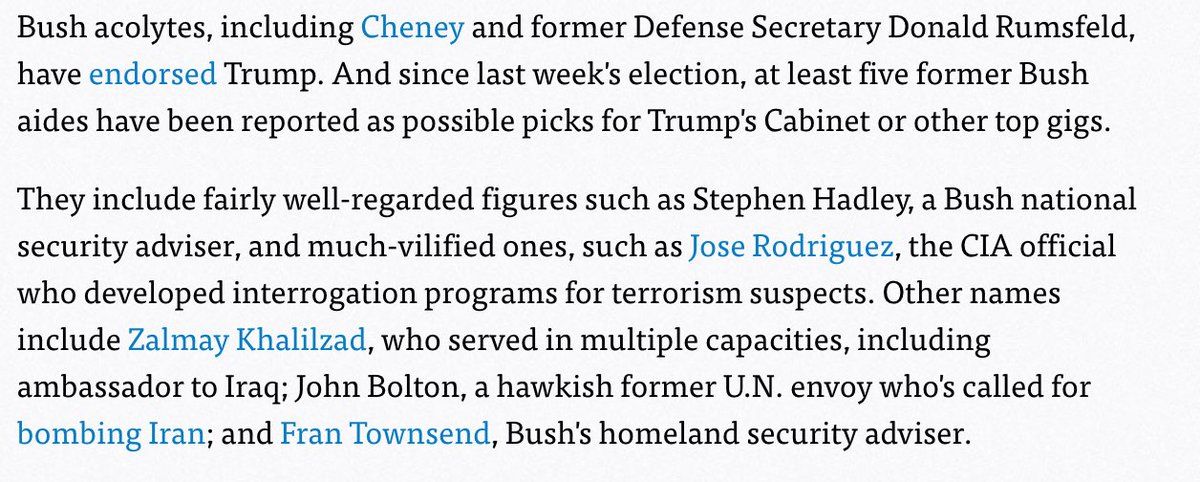 Bush acolytes, including Cheney and former Defense Secretary Donald Rumsfeld,
have endorsed Trump. And since last week's election, at least five former Bush
aides have been reported as possible picks for Trump's Cabinet or other top gigs.
They include fairly well-regarded figures such as Stephen Hadley, a Bush national
security adviser, and much-vilified ones, such as Jose Rodriguez, the CIA official
who developed interrogation programs for terrorism suspects. Other names
include Zalmay Khalilzad, who served in multiple capacities, including
ambassador to Iraq; John Bolton, a hawkish former U.N. envoy who's called for
bombing Iran; and Fran Townsend, Bush's homeland security adviser.